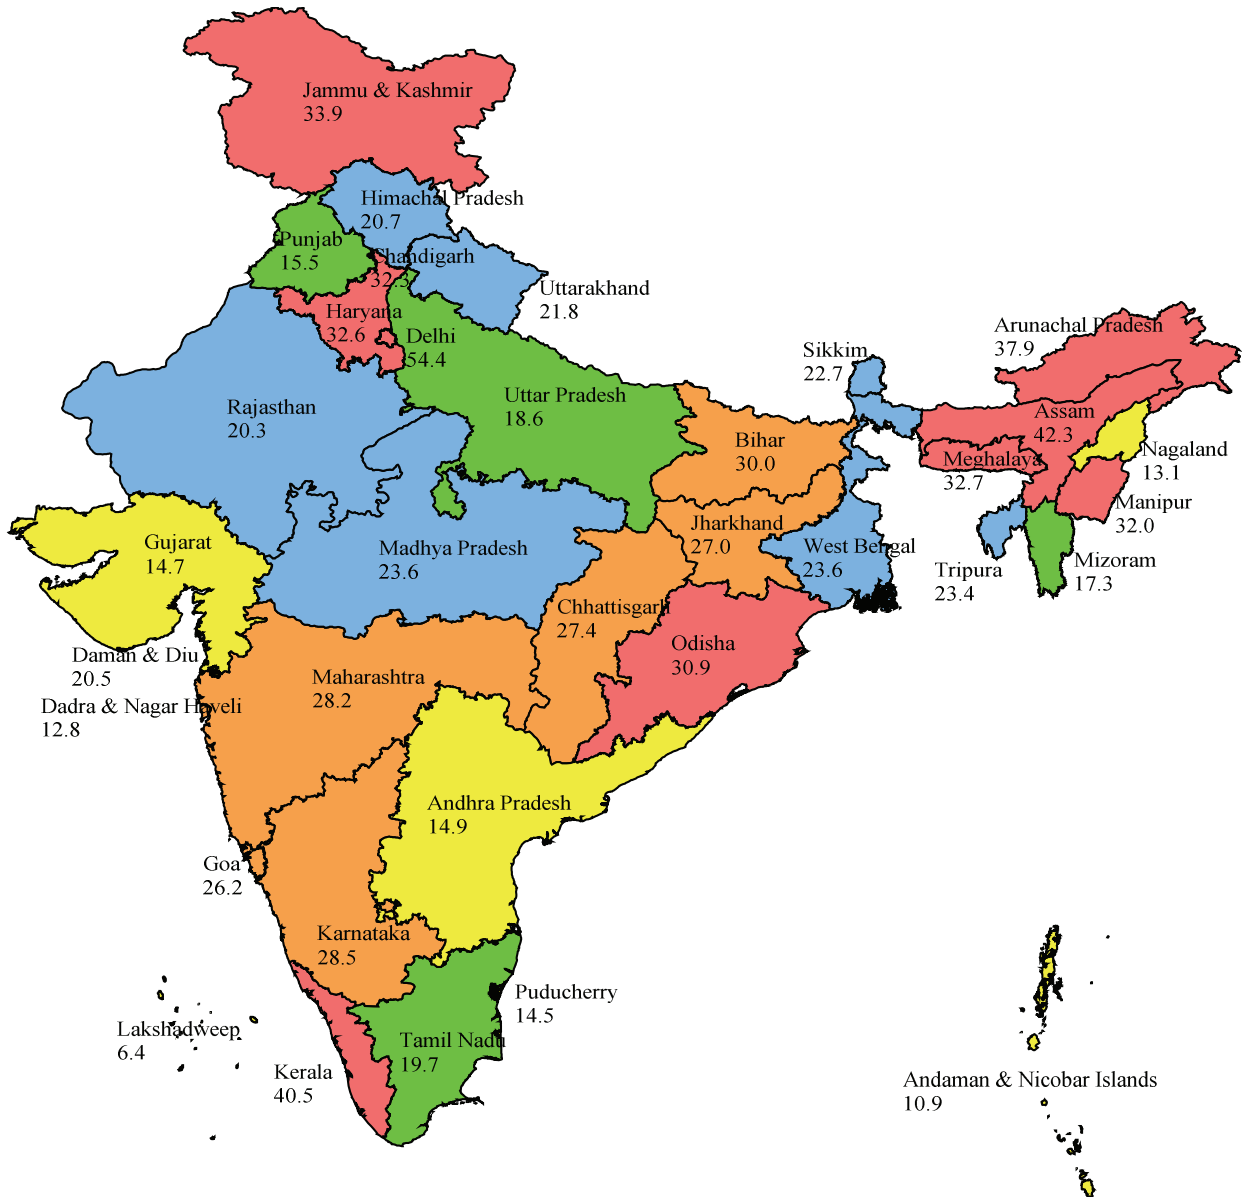 Jammu & Kashmir
33.9
Himachal Pradesh
20.7
Punjab
15.5
Chandigarh
32.3
Uttarakhand
21.8
Haryana
32.6
Delhi
54.4
Arunachal Pradesh
37.9
Sikkim
22.7
Uttar Pradesh
18.6
Rajasthan
20.3
Assam
42.3
Bihar
30.0
Nagaland
13.1
Meghalaya
32.7
Manipur
32.0
Jharkhand
27.0
Gujarat
14.7
Madhya Pradesh
23.6
West Bengal
23.6
Tripura
23.4
Mizoram
17.3
Chhattisgarh
27.4
Odisha
30.9
Daman & Diu
20.5
Maharashtra
28.2
Dadra & Nagar Haveli
12.8
Andhra Pradesh
14.9
Goa
26.2
Karnataka
28.5
Puducherry
14.5
Lakshadweep
6.4
Tamil Nadu
19.7
Kerala
40.5
Andaman & Nicobar Islands
10.9